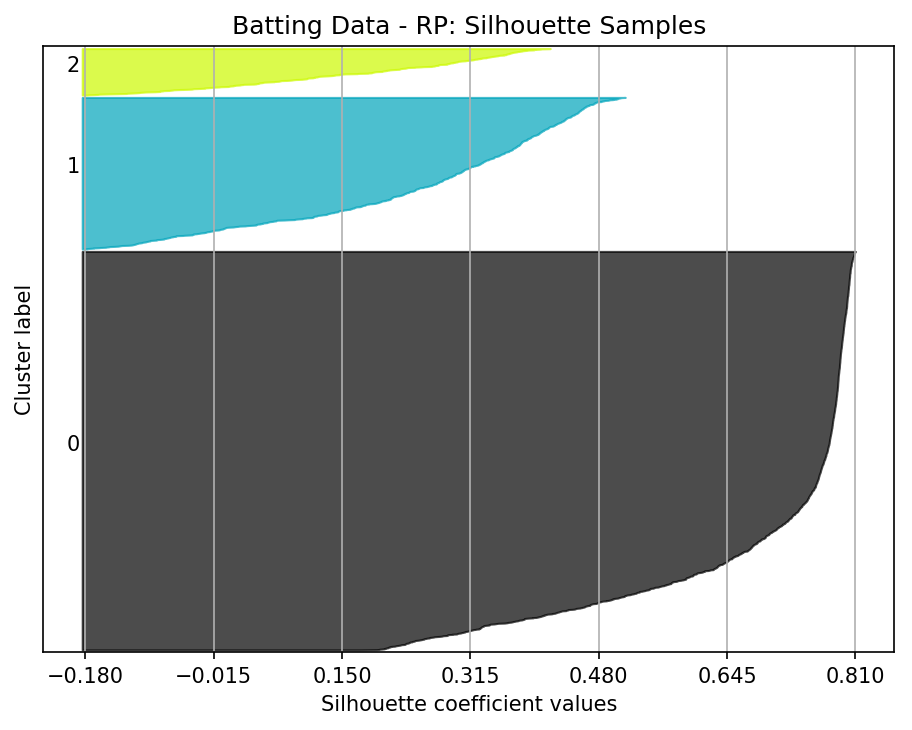 Batting Data - RP: Silhouette Samples
2
1
0
Cluster label
−0.180 −0.015 0.150 0.315 0.480 0.645 0.810
Silhouette coefficient values